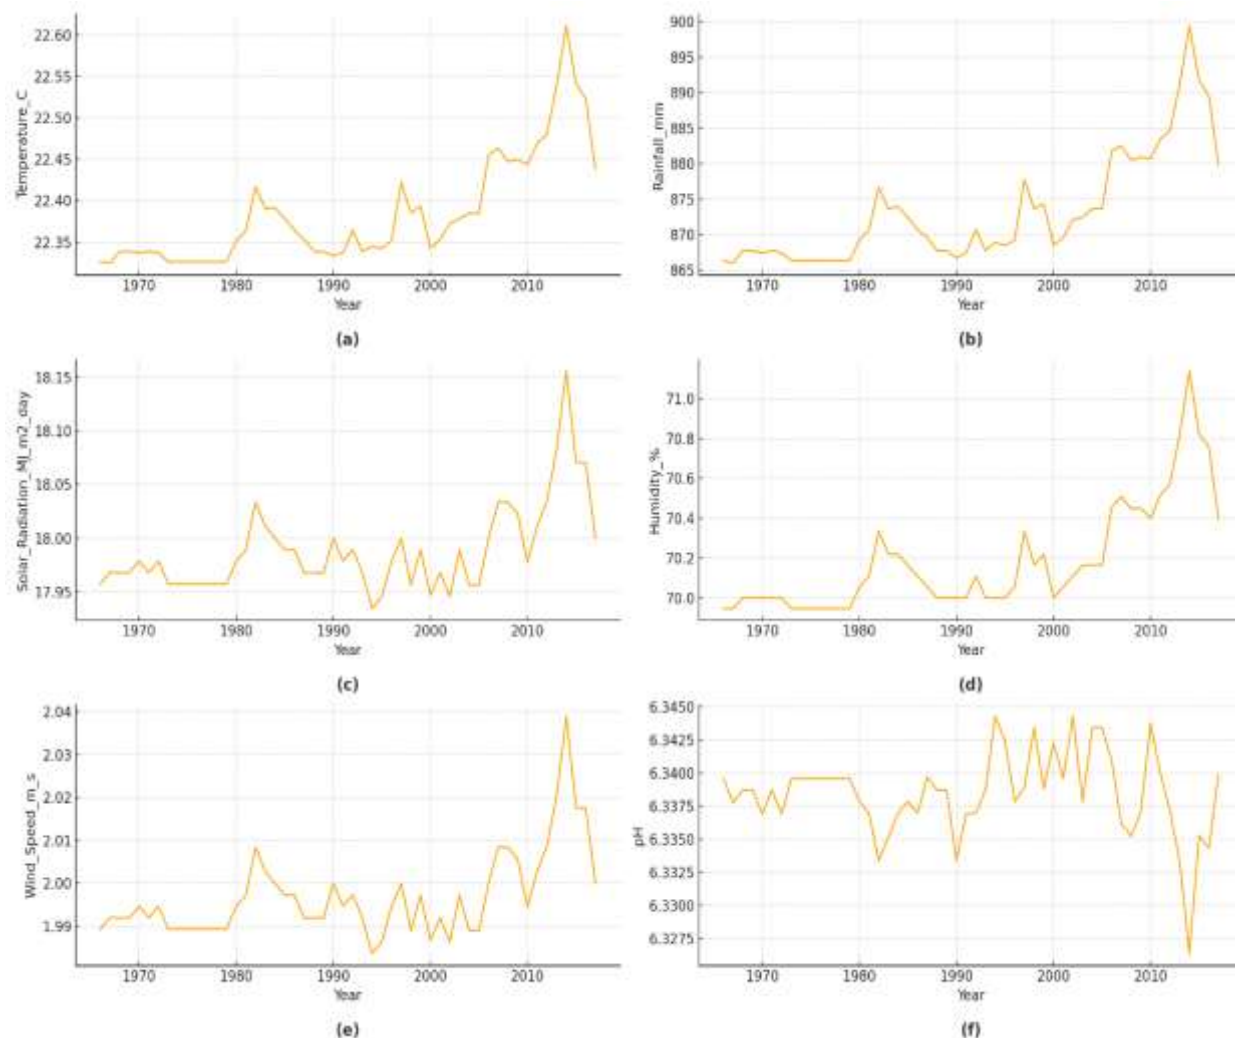 Temperature_C
22.60
22.55
22.50
22.45
22.40
22.35
1970 1980 1990 2000 2010
Year
(a)
Rainfall_mm
900
895
890
885
880
875
870
865
1970 1980 1990 2000 2010
Year
(b)
Solar_Radiation_MJ_m2_day
18.15
18.10
18.05
18.00
17.95
1970 1980 1990 2000 2010
Year
(c)
Humidity_%
71.0
70.8
70.6
70.4
70.2
70.0
1970 1980 1990 2000 2010
Year
(d)
Wind_Speed_m_s
2.04
2.03
2.02
2.01
2.00
1.99
1970 1980 1990 2000 2010
Year
(e)
pH
6.3450
6.3425
6.3400
6.3375
6.3350
6.3325
6.3300
6.3275
1970 1980 1990 2000 2010
Year
(f)